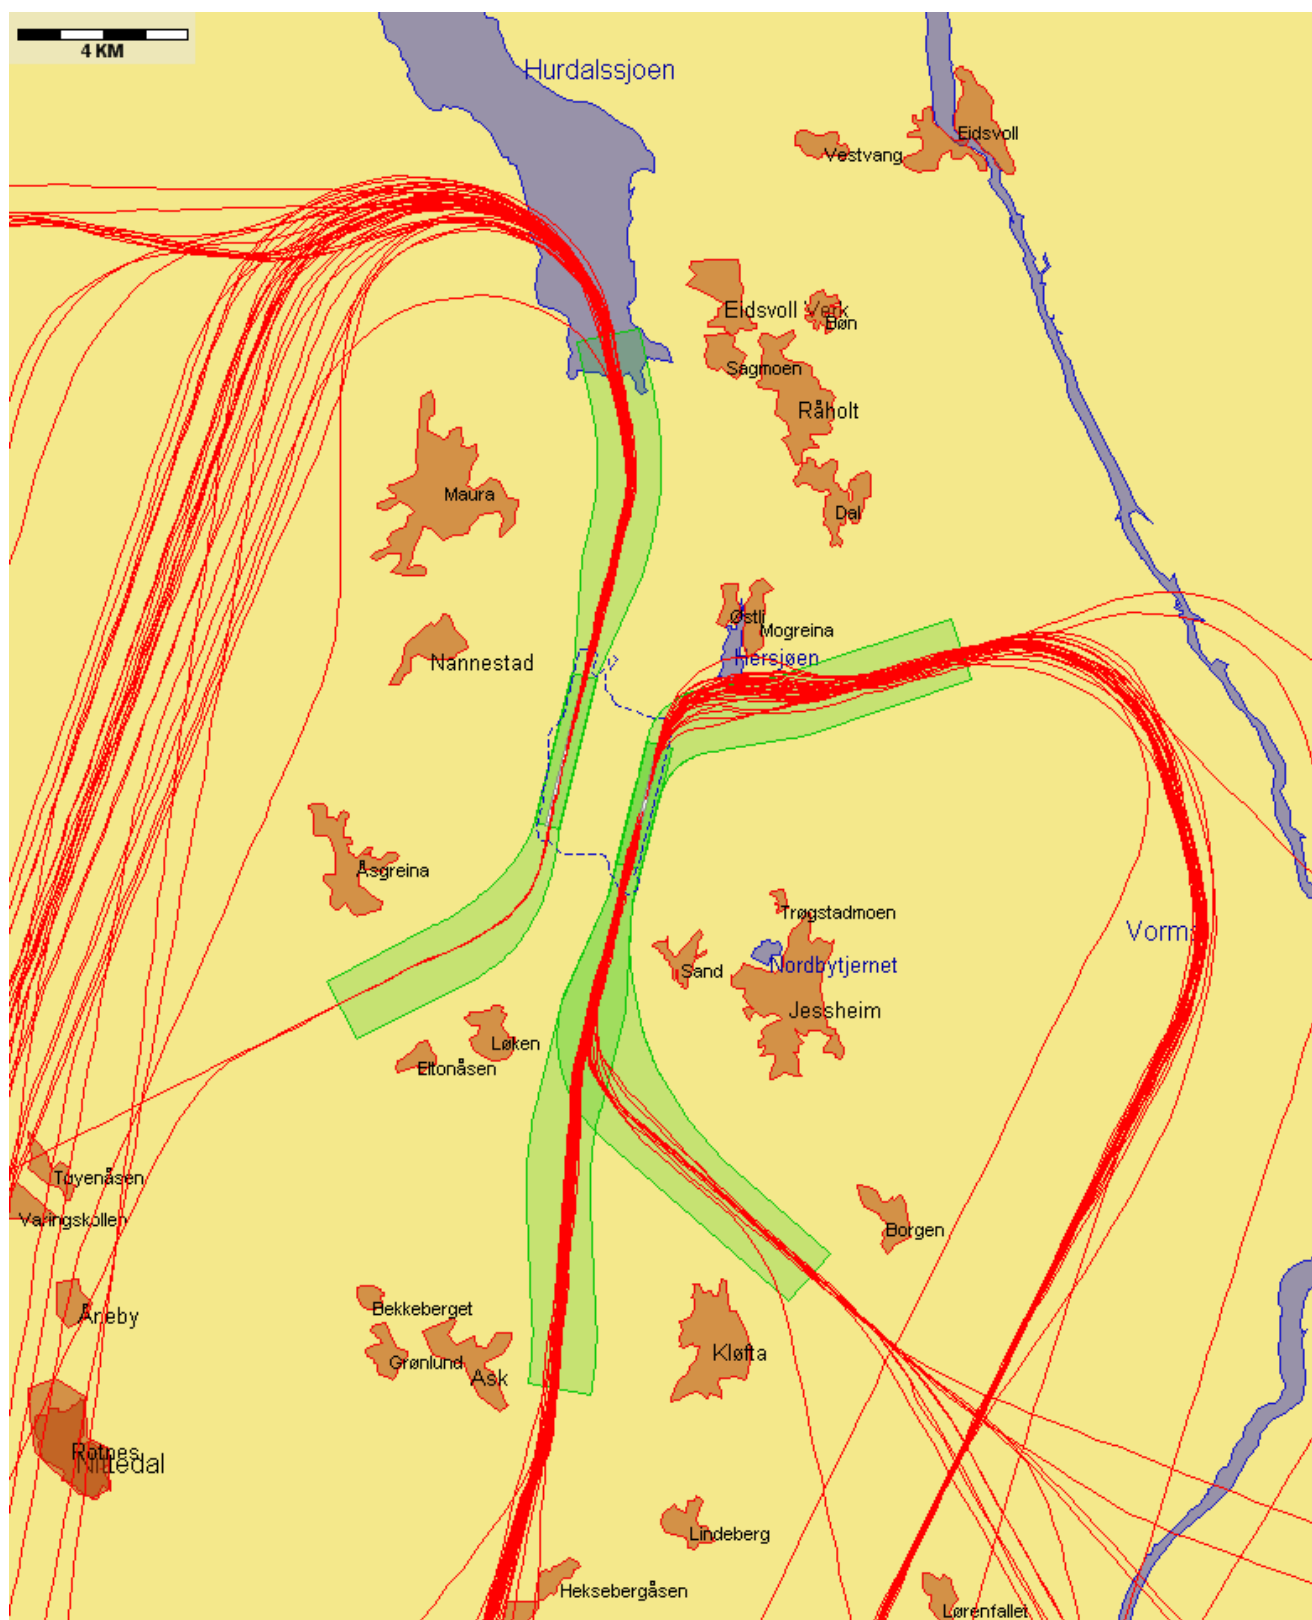 4 KM
Hurdalssjoen
Eidsvoll
Vestvang
Eidsvoll Verk
Bøn
Sagmoen
Råholt
Maura
Dal
Østli
Mogreina
Nannestad
Hersjøen
Åsgreina
Trøgstadmoen
Vorma
Nordbytjernet
Sand
Jessheim
Løken
Eltonåsen
Tøyenåsen
Varingskollen
Borgen
Åneby
Bekkeberget
Grønlund
Ask
Kløfta
Rotnes
Nittedal
Lindeberg
Heksebergåsen
Lørenfallet